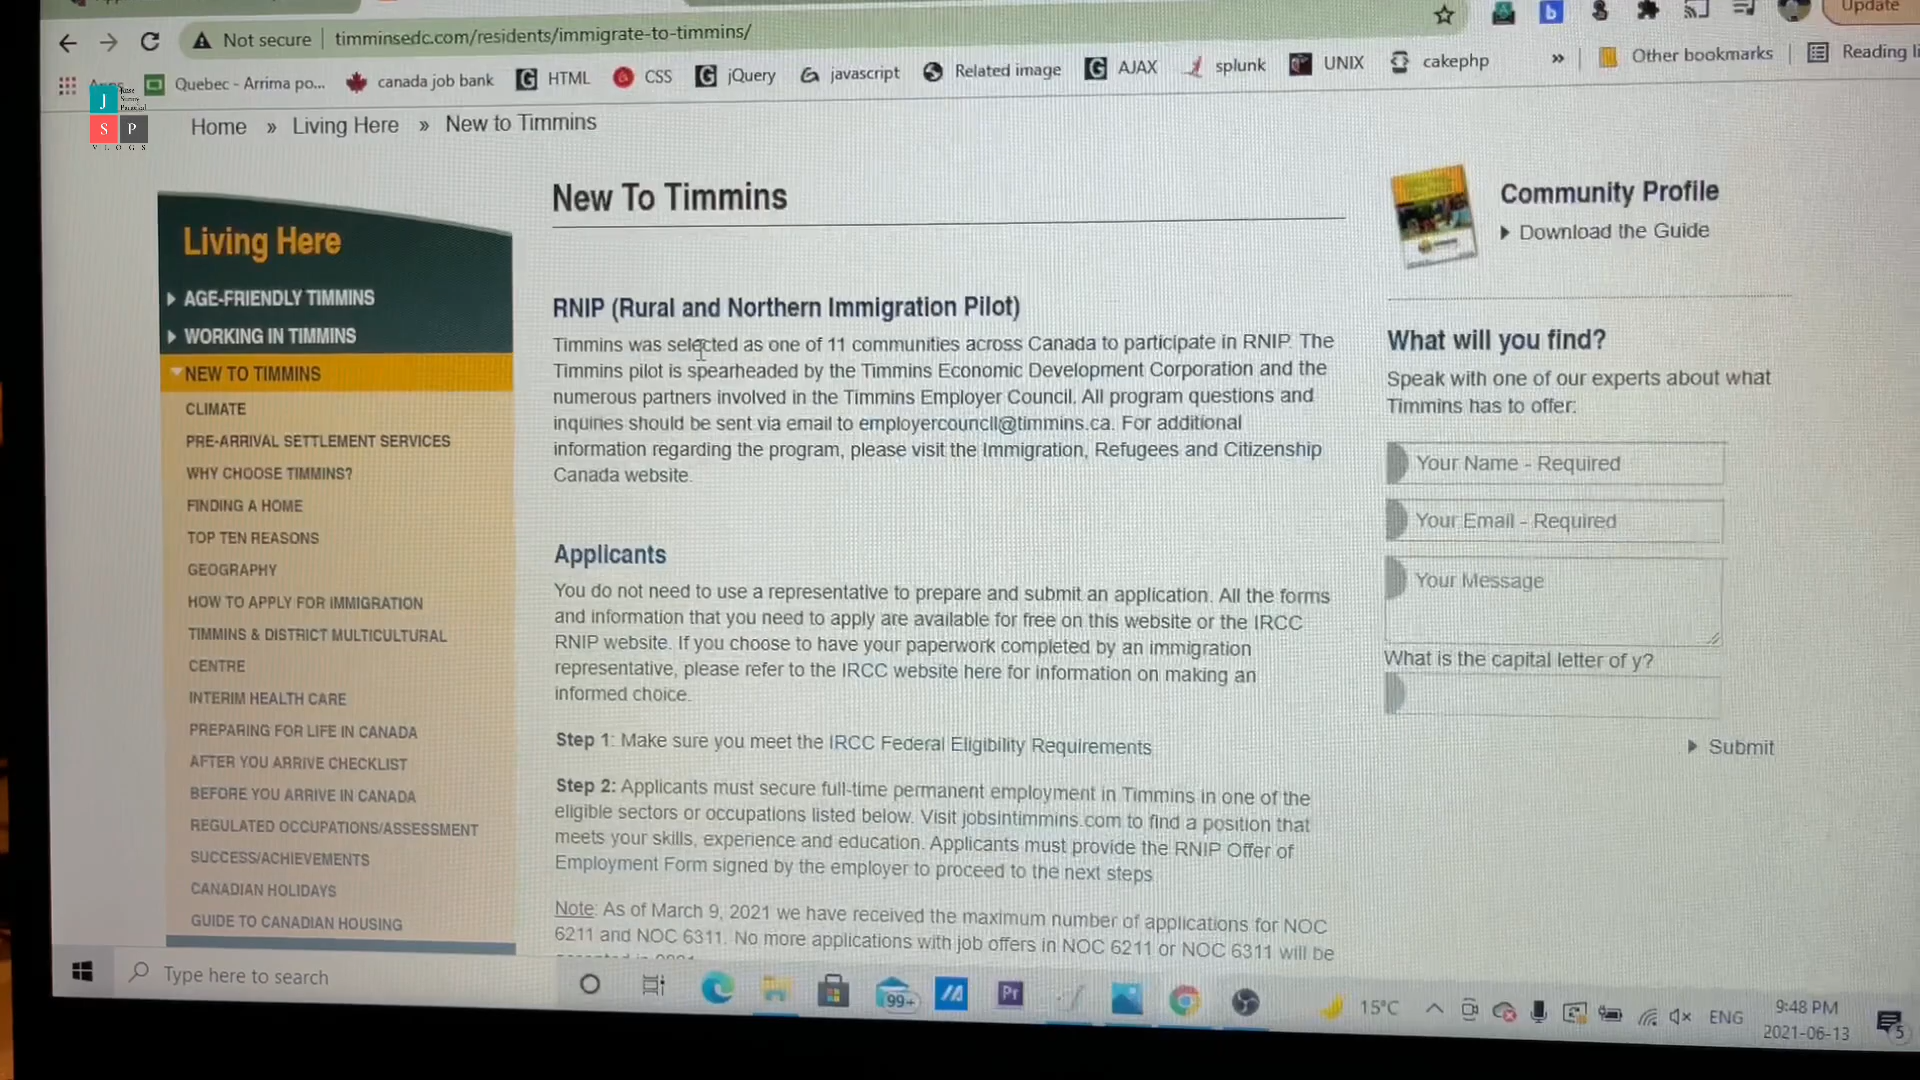 Update
Not secure | timminsedc.com/residents/immigrate-to-timmins/
Apps Quebec - Arrima po... canada job bank HTML CSS jQuery javascript Related image AJAX splunk UNIX cakephp » Other bookmarks Reading li
J
S P
VLOGS
Home » Living Here » New to Timmins
Living Here
AGE-FRIENDLY TIMMINS
WORKING IN TIMMINS
NEW TO TIMMINS
CLIMATE
PRE-ARRIVAL SETTLEMENT SERVICES
WHY CHOOSE TIMMINS?
FINDING A HOME
TOP TEN REASONS
GEOGRAPHY
HOW TO APPLY FOR IMMIGRATION
TIMMINS & DISTRICT MULTICULTURAL
CENTRE
INTERIM HEALTH CARE
PREPARING FOR LIFE IN CANADA
AFTER YOU ARRIVE CHECKLIST
BEFORE YOU ARRIVE IN CANADA
REGULATED OCCUPATIONS/ASSESSMENT
SUCCESS/ACHIEVEMENTS
CANADIAN HOLIDAYS
GUIDE TO CANADIAN HOUSING
New To Timmins
RNIP (Rural and Northern Immigration Pilot)
Timmins was selected as one of 11 communities across Canada to participate in RNIP. The
Timmins pilot is spearheaded by the Timmins Economic Development Corporation and the
numerous partners involved in the Timmins Employer Council. All program questions and
inquiries should be sent via email to employercouncil@timmins.ca. For additional
information regarding the program, please visit the Immigration, Refugees and Citizenship
Canada website.
Applicants
You do not need to use a representative to prepare and submit an application. All the forms
and information that you need to apply are available for free on this website or the IRCC
RNIP website. If you choose to have your paperwork completed by an immigration
representative, please refer to the IRCC website here for information on making an
informed choice.
Step 1: Make sure you meet the IRCC Federal Eligibility Requirements
Step 2: Applicants must secure full-time permanent employment in Timmins in one of the
eligible sectors or occupations listed below. Visit jobsintimmins.com to find a position that
meets your skills, experience and education. Applicants must provide the RNIP Offer of
Employment Form signed by the employer to proceed to the next steps
Note: As of March 9, 2021 we have received the maximum number of applications for NOC
6211 and NOC 6311. No more applications with job offers in NOC 6211 or NOC 6311 will be
Community Profile
Download the Guide
What will you find?
Speak with one of our experts about what
Timmins has to offer:
Your Name - Required
Your Email - Required
Your Message
What is the capital letter of y?
Submit
Type here to search
99+
Pr
15°C
ENG
9:48 PM
2021-06-13
5